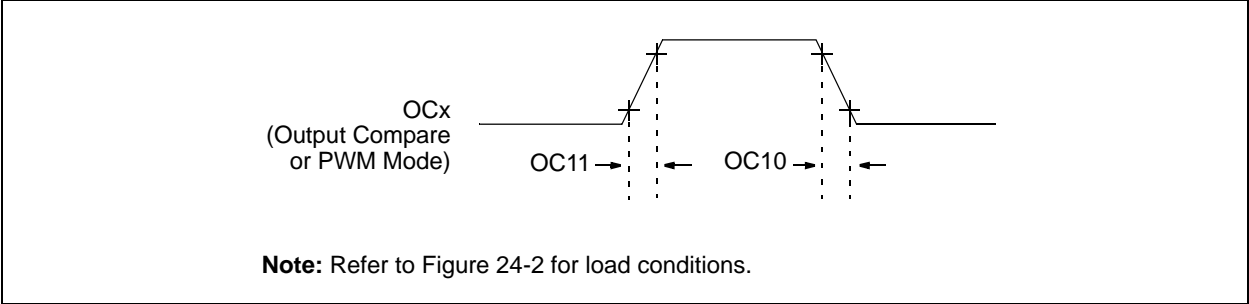 OCx
(Output Compare
or PWM Mode)
OC11
OC10
Note: Refer to Figure 24-2 for load conditions.